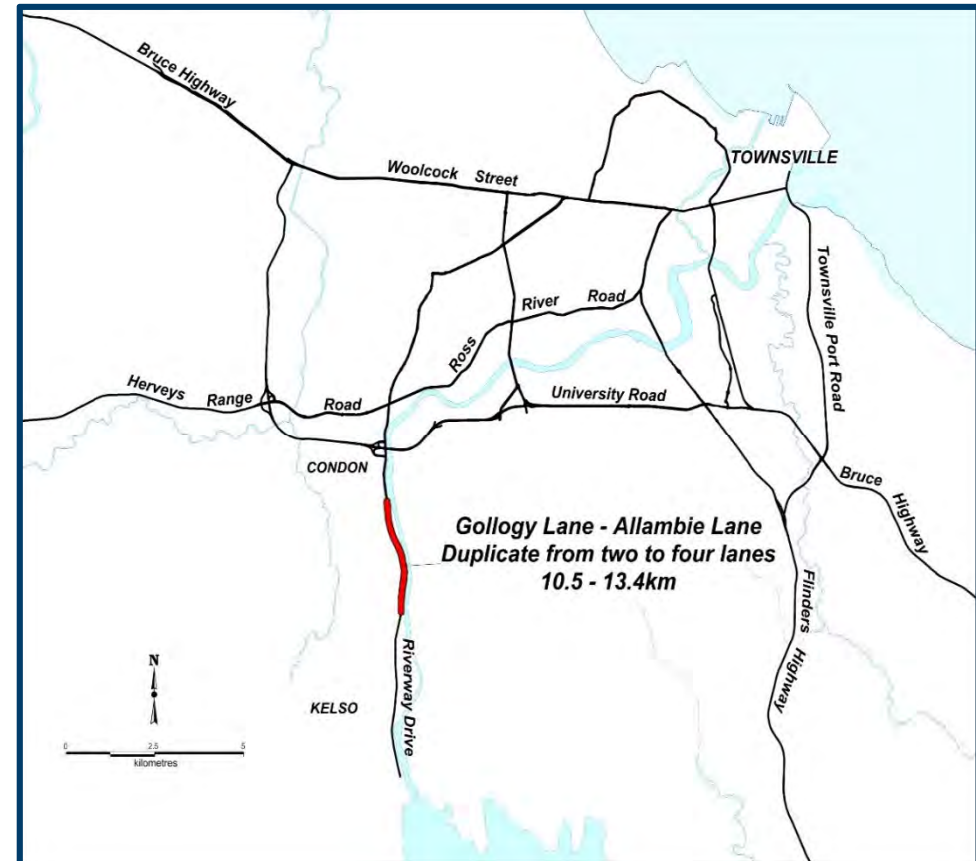 Bruce Highway
TOWNSVILLE
Woolcock Street
Ross River Road
Townsville Port Road
Herveys Range Road
University Road
CONDON
Bruce Highway
Gollogy Lane - Allambie Lane
Duplicate from two to four lanes
10.5 - 13.4km
Flinders Highway
Riverway Drive
N
KELSO
0 2.5 5
kilometres